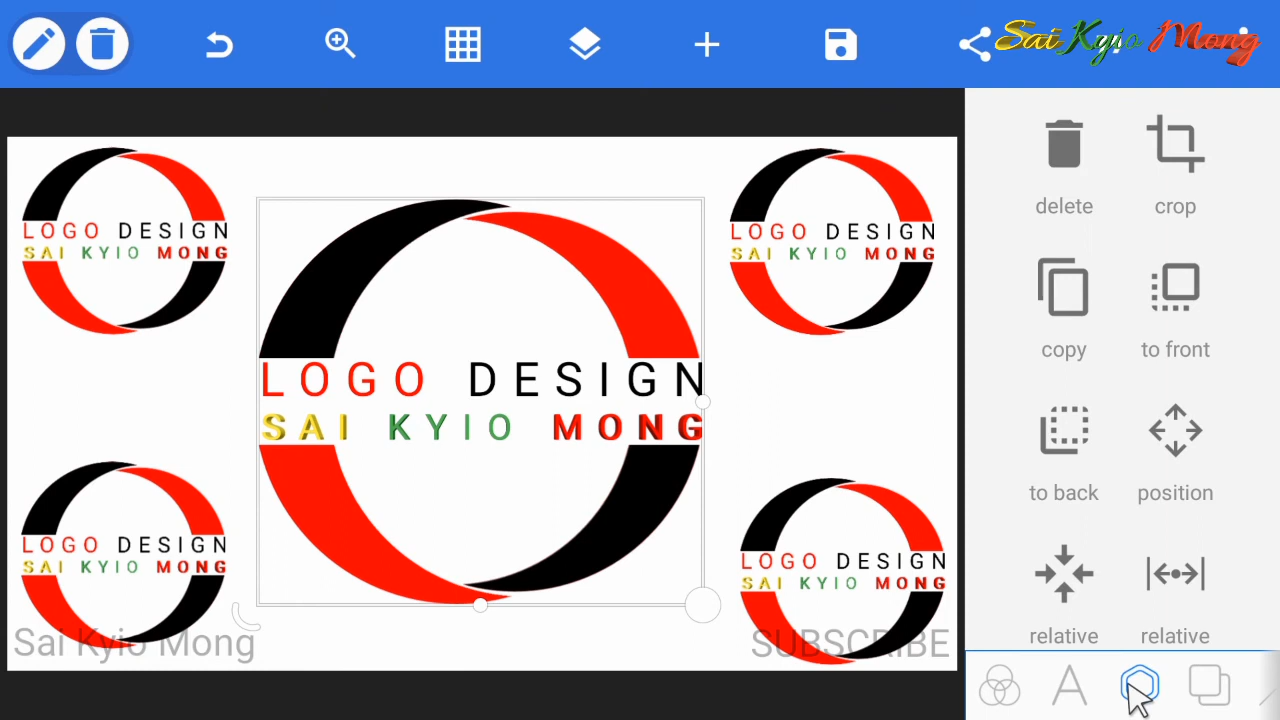 Sai Kyio Mong
LOGO DESIGN
SAI KYIO MONG
LOGO DESIGN
SAI KYIO MONG
LOGO DESIGN
SAI KYIO MONG
LOGO DESIGN
SAI KYIO MONG
LOGO DESIGN
SAI KYIO MONG
Sai Kyio Mong
SUBSCRIBE
delete
crop
copy
to front
to back
position
relative
relative
A